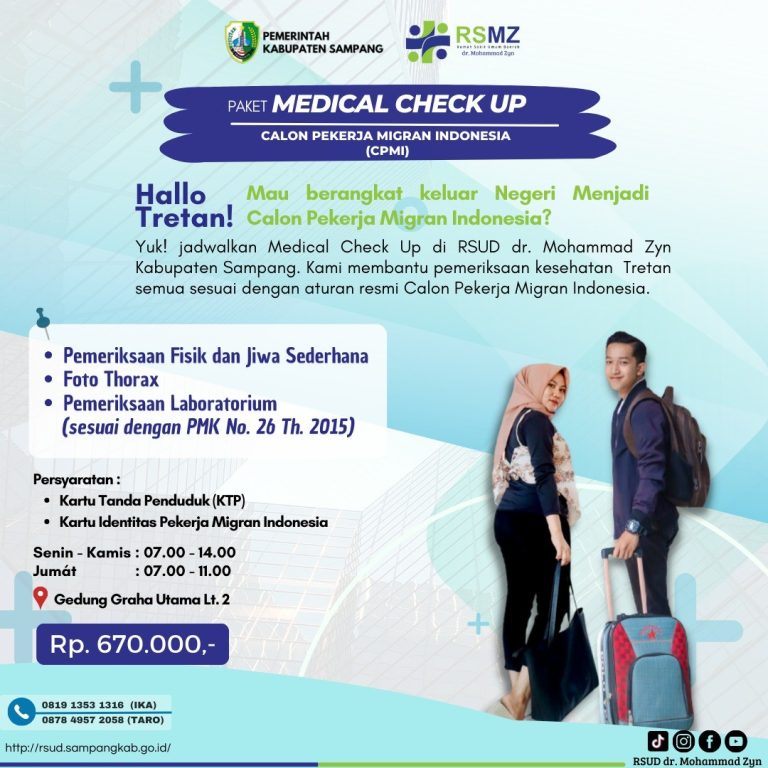 PEMERINTAH
KABUPATEN SAMPANG
RSMZ
Rumah Sakit Umum Daerah
dr. Mohammad Zyn
PAKET MEDICAL CHECK UP
CALON PEKERJA MIGRAN INDONESIA
(CPMI)
Hallo
Tretan!
Mau berangkat keluar Negeri Menjadi
Calon Pekerja Migran Indonesia?
Yuk! jadwalkan Medical Check Up di RSUD dr. Mohammad Zyn
Kabupaten Sampang. Kami membantu pemeriksaan kesehatan Tretan
semua sesuai dengan aturan resmi Calon Pekerja Migran Indonesia.
• Pemeriksaan Fisik dan Jiwa Sederhana
• Foto Thorax
• Pemeriksaan Laboratorium
(sesuai dengan PMK No. 26 Th. 2015)
Persyaratan :
• Kartu Tanda Penduduk (KTP)
• Kartu Identitas Pekerja Migran Indonesia
Senin - Kamis : 07.00 - 14.00
Jumát : 07.00 - 11.00
Gedung Graha Utama Lt. 2
Rp. 670.000,-
0819 1353 1316 (IKA)
0878 4957 2058 (TARO)
http://rsud.sampangkab.go.id/
RSUD dr. Mohammad Zyn